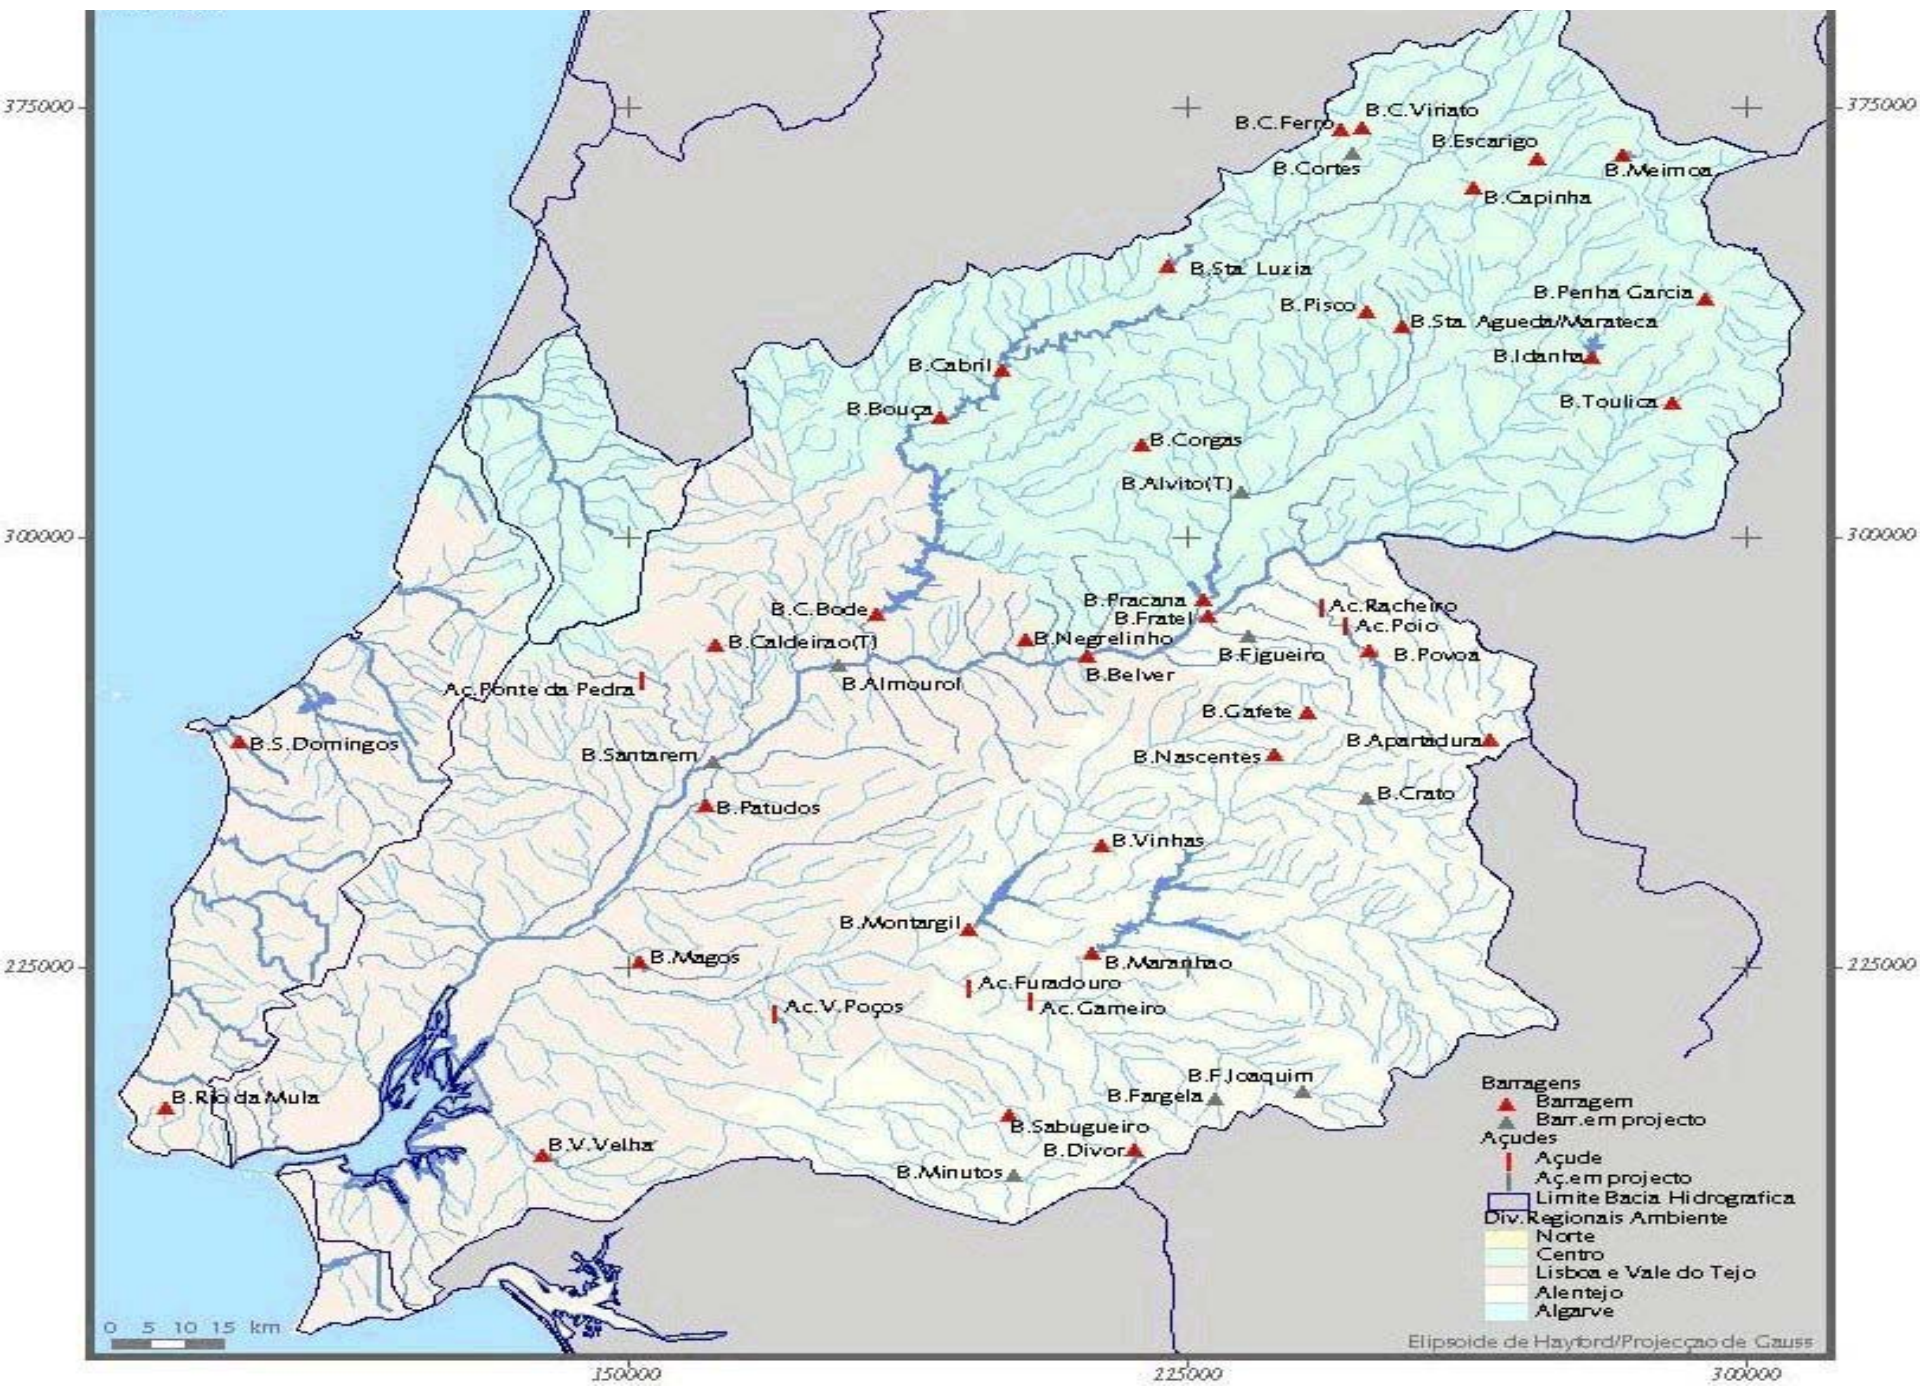 375000
375000
B.C.Ferro
B.C.Viriato
B.Escarigo
B.Cortes
B.Meimoa
B.Capinha
B.Sta. Luzia
B.Penha Garcia
B.Pisco
B.Sta. Agueda/Marateca
B.Idanha
B.Cabril
B.Toulica
B.Bouça
B.Corgas
B.Alvito(T)
300000
300000
B.Pracana
B.C.Bode
B.Fratel
Ac.Racheiro
Ac.Poio
B.Caldeirao(T)
B.Negrelinho
B.Figueiro
B.Povoa
B.Belver
B.Almourol
Ac.Ponte da Pedra
B.Gafete
B.S.Domingos
B.Apartadura
B.Santarem
B.Nascentes
B.Crato
B.Patudos
B.Vinhas
B.Montargil
B.Magos
B.Maranhao
225000
225000
Ac.Furadouro
Ac.V.Poços
Ac.Gameiro
B.F.Joaquim
B.Fargela
B.Rio da Mula
B.Sabugueiro
B.V.Velha
B.Divor
B.Minutos
Barragens
Barragem
Barr.em projecto
Açudes
Açude
Aç.em projecto
Limite Bacia Hidrografica
Div.Regionais Ambiente
Norte
Centro
Lisboa e Vale do Tejo
Alentejo
Algarve
0 5 10 15 km
Elipsoide de Hayford/Projecçao de Gauss
150000
225000
300000